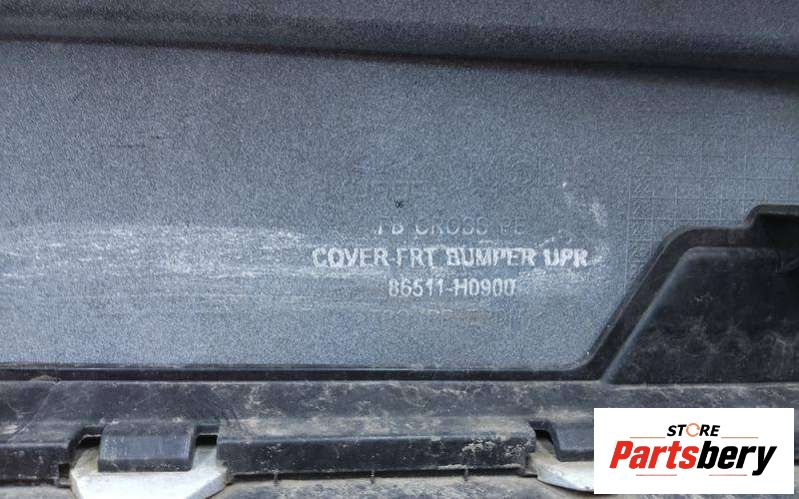 FB CROSS PE
COVER-FRT BUMPER UPR
86511-H0900
STORE
Partsbery